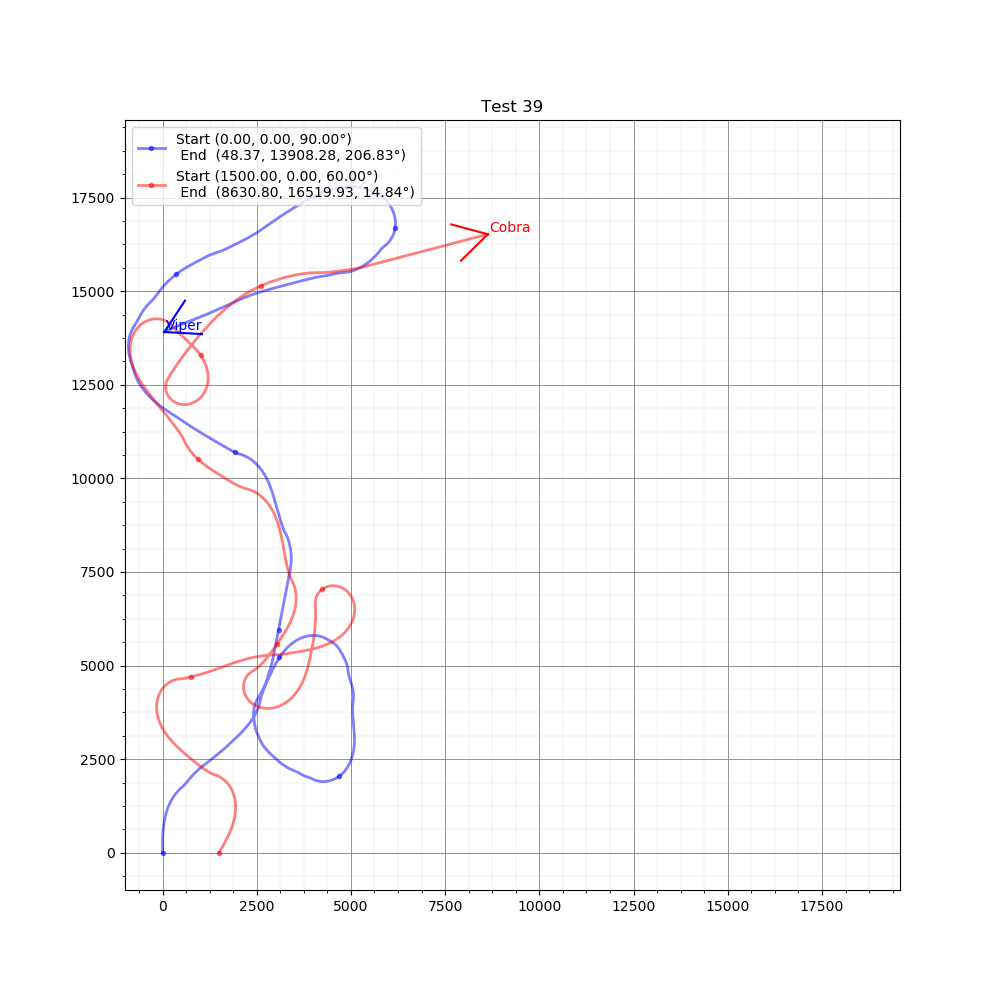 Test 39
Start (0.00, 0.00, 90.00°)
End (48.37, 13908.28, 206.83°)
Start (1500.00, 0.00, 60.00°)
End (8630.80, 16519.93, 14.84°)
17500
Cobra
15000
Viper
12500
10000
7500
5000
2500
0
0 2500 5000 7500 10000 12500 15000 17500